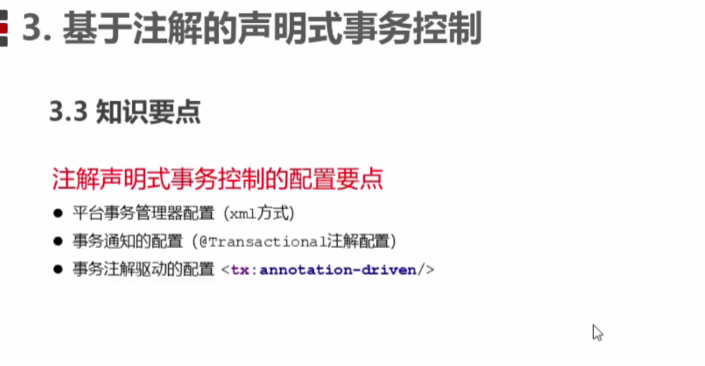 3. 基于注解的声明式事务控制
3.3 知识要点
注解声明式事务控制的配置要点
● 平台事务管理器配置（xml方式）
● 事务通知的配置（@Transactional注解配置）
● 事务注解驱动的配置 <tx:annotation-driven/>